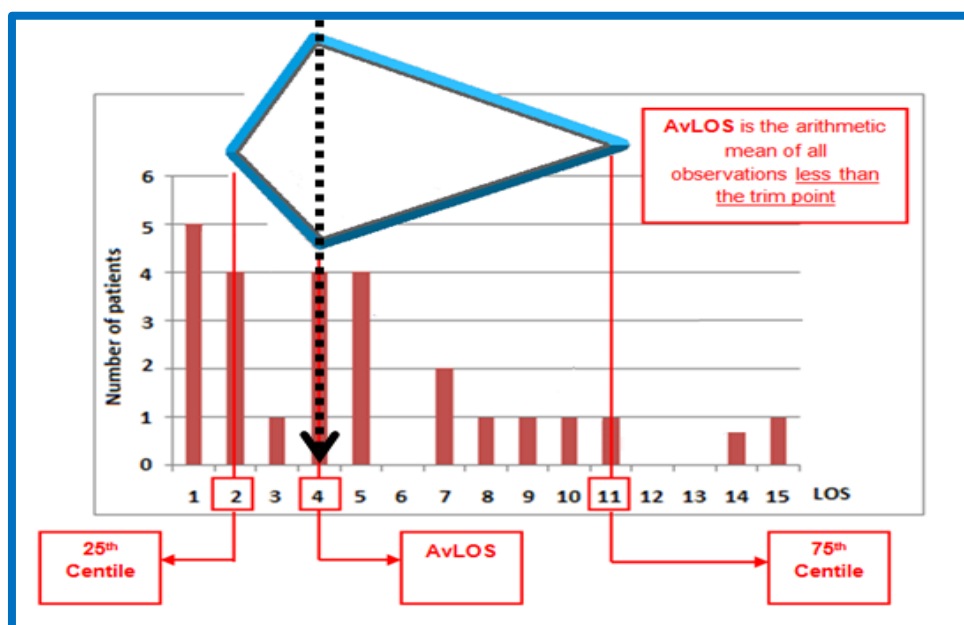 AvLOS is the arithmetic
mean of all
observations less than
the trim point
Number of patients
6
5
4
3
2
1
0
1 2 3 4 5 6 7 8 9 10 11 12 13 14 15 LOS
25th
Centile
AvLOS
75th
Centile